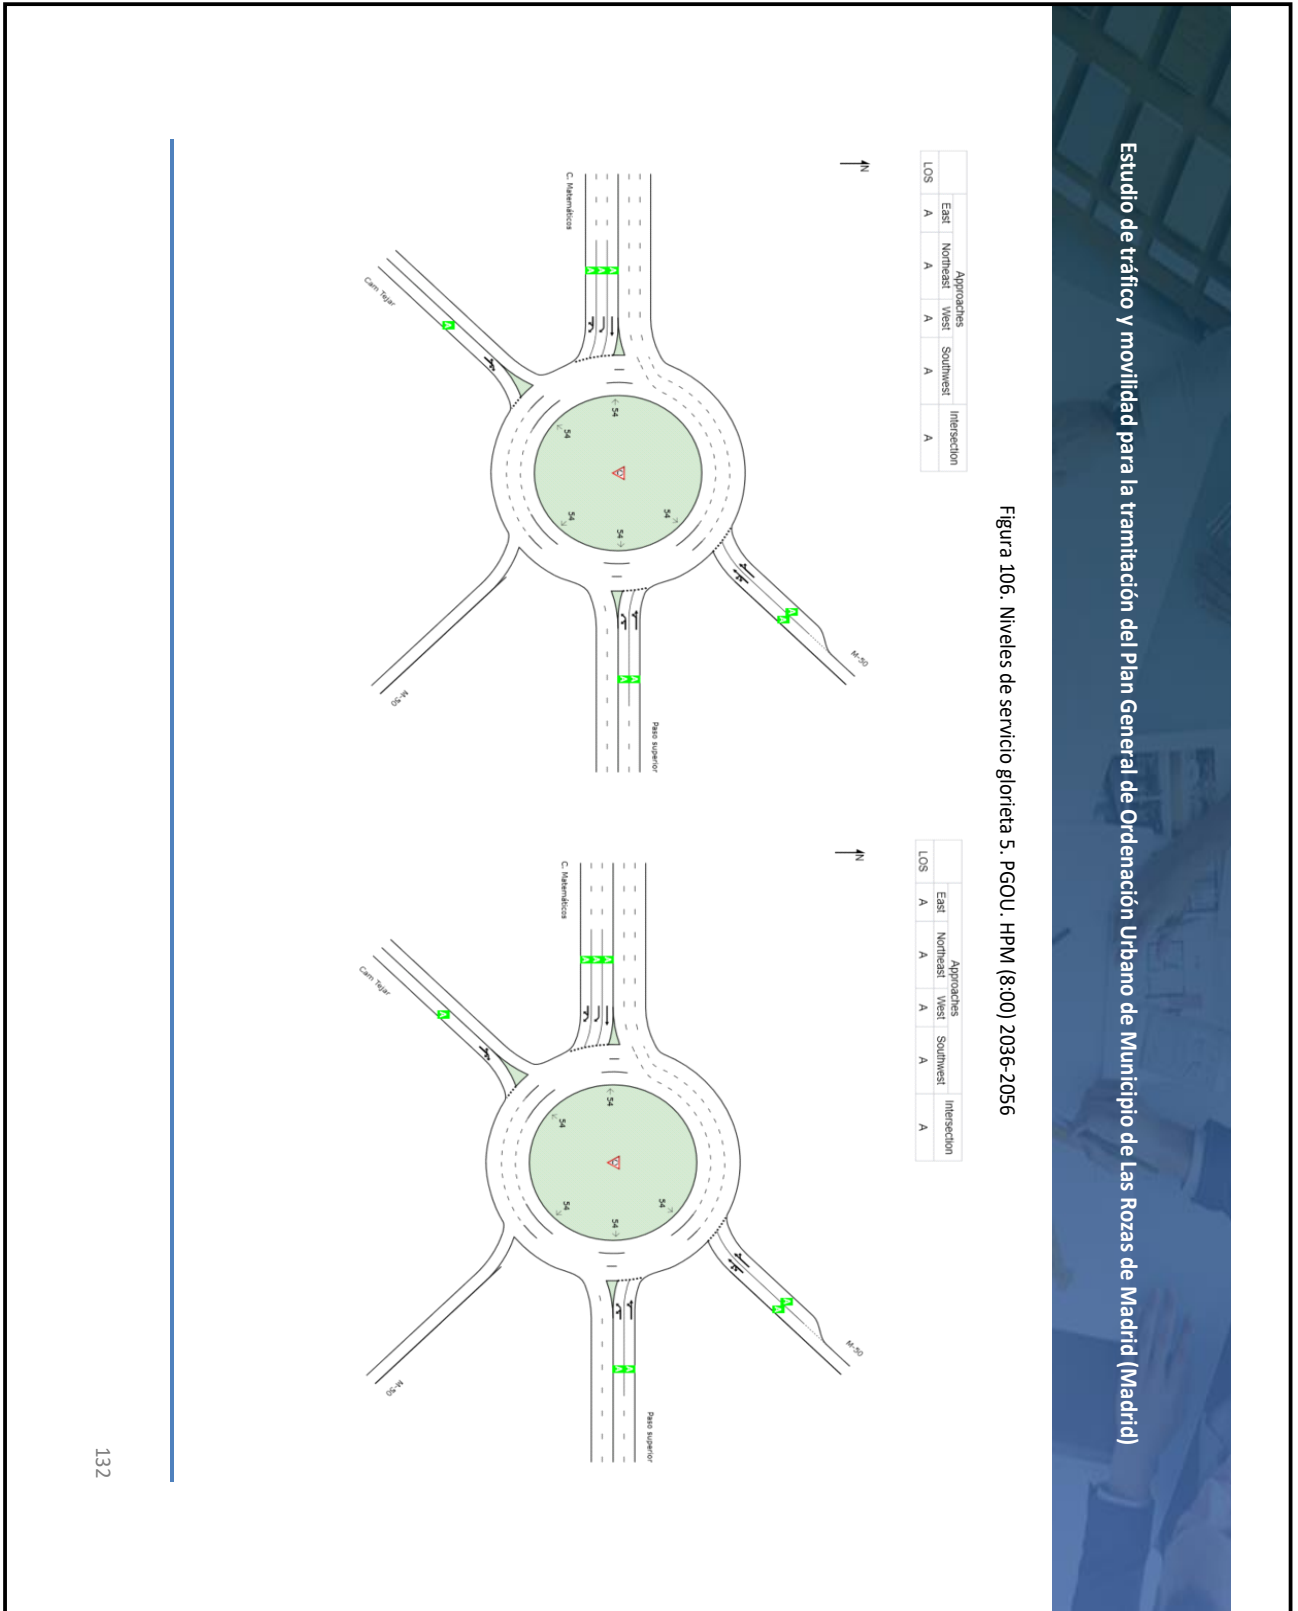 Estudio de tráfico y movilidad para la tramitación del Plan General de Ordenación Urbano de Municipio de Las Rozas de Madrid (Madrid)
Figura 106. Niveles de servicio glorieta 5. PGOU. HPM (8:00) 2036-2056
Approaches Intersection
East Northeast West Southwest
LOS A A A A A
N
M-50
Paso superior
C. Matemáticos
Cam Tejar
M-50
54
54
54
54
54
Approaches Intersection
East Northeast West Southwest
LOS A A A A A
N
M-50
Paso superior
C. Matemáticos
Cam Tejar
M-50
54
54
54
54
54
132